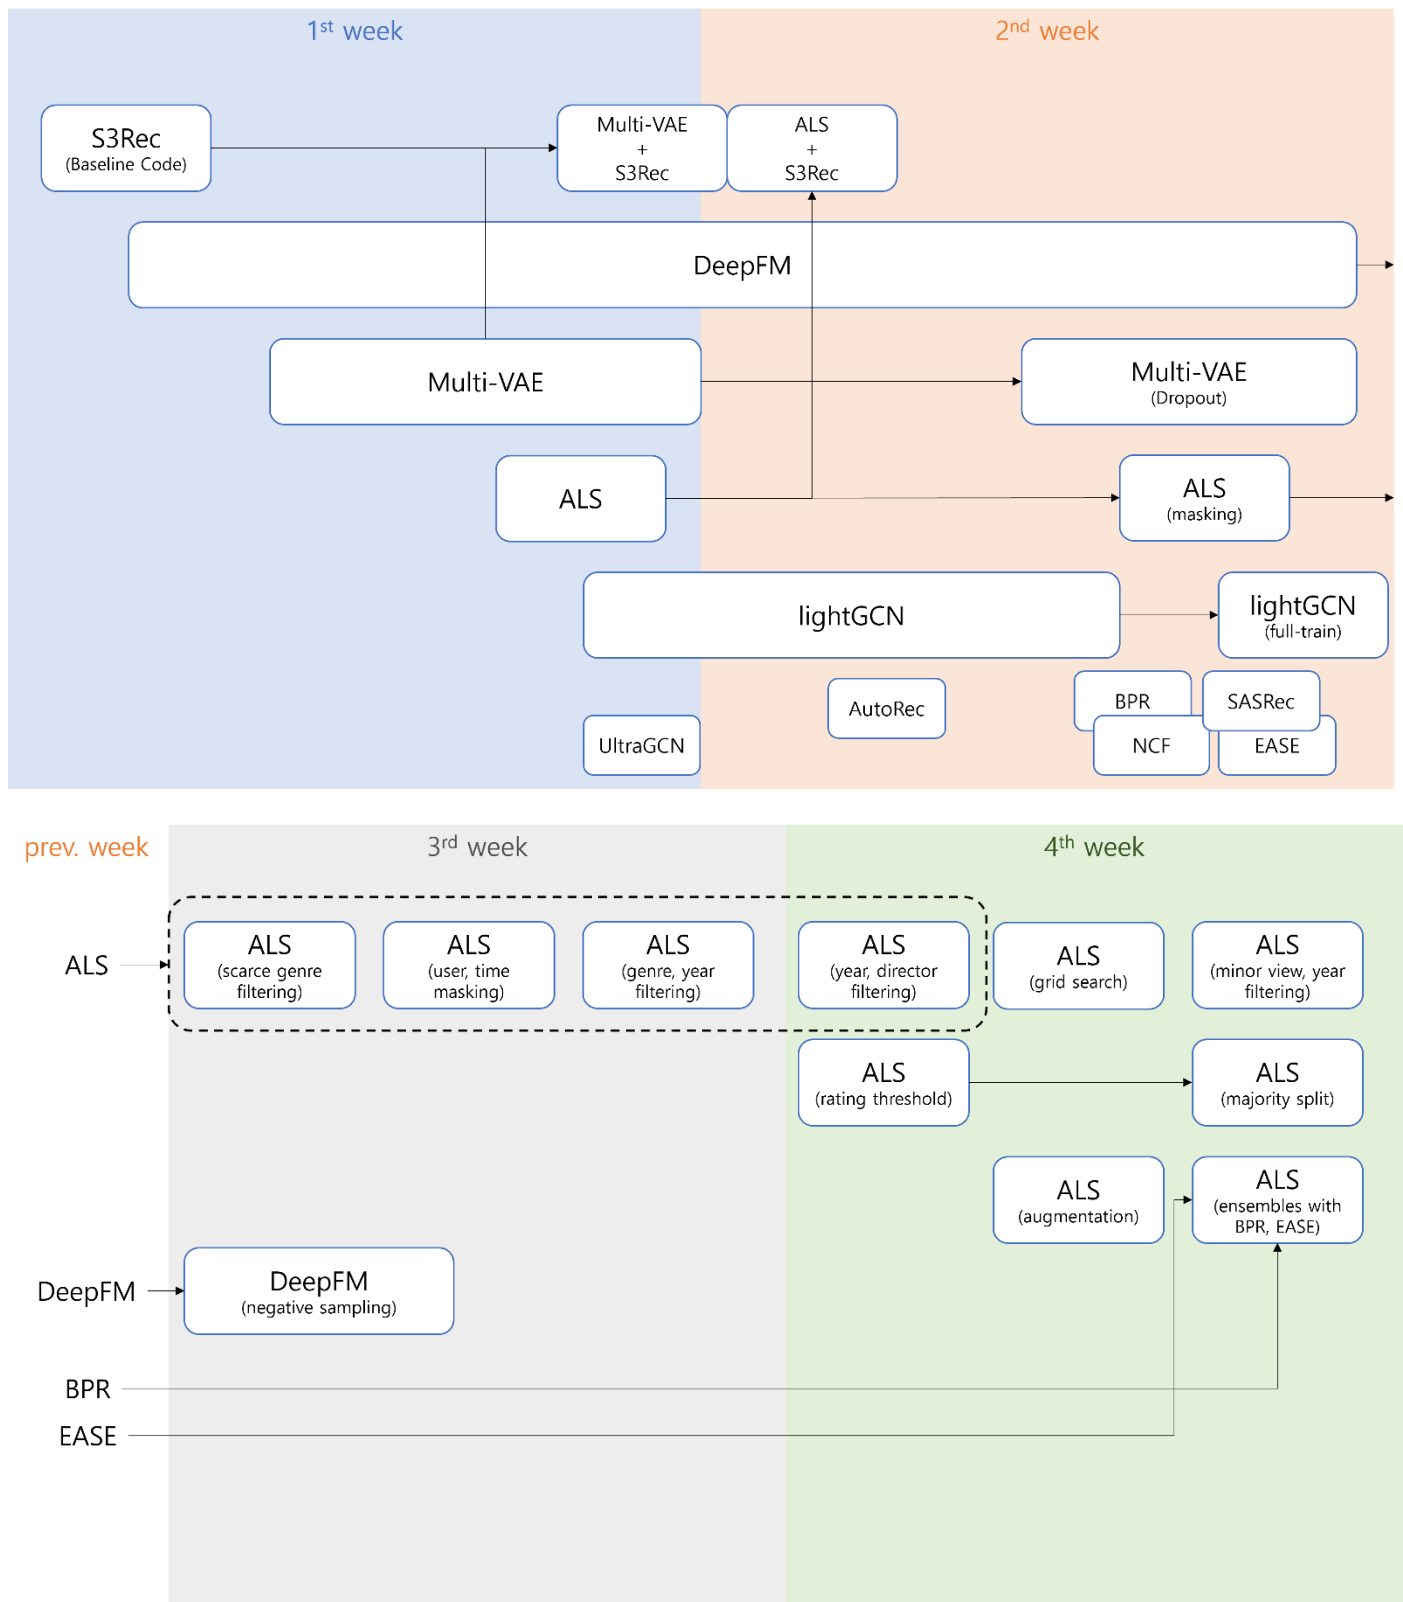 1st week
2nd week
S3Rec
(Baseline Code)
Multi-VAE
+
S3Rec
ALS
+
S3Rec
DeepFM
Multi-VAE
Multi-VAE
(Dropout)
ALS
ALS
(masking)
lightGCN
lightGCN
(full-train)
AutoRec
BPR
SASRec
UltraGCN
NCF
EASE
prev. week
3rd week
4th week
ALS
ALS
(scarce genre
filtering)
ALS
(user, time
masking)
ALS
(genre, year
filtering)
ALS
(year, director
filtering)
ALS
(grid search)
ALS
(minor view, year
filtering)
ALS
(rating threshold)
ALS
(majority split)
ALS
(augmentation)
ALS
(ensembles with
BPR, EASE)
DeepFM
DeepFM
(negative sampling)
BPR
EASE